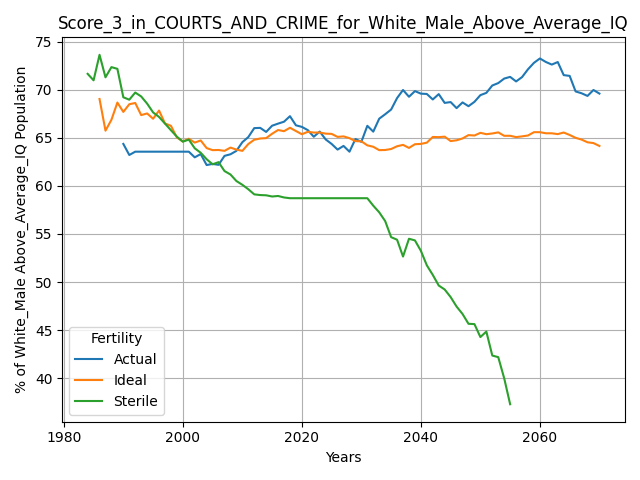 Score_3_in_COURTS_AND_CRIME_for_White_Male_Above_Average_IQ
% of White_Male Above_Average_IQ Population
75
70
65
60
55
50
45
40
Fertility
Actual
Ideal
Sterile
1980
2000
2020
2040
2060
Years